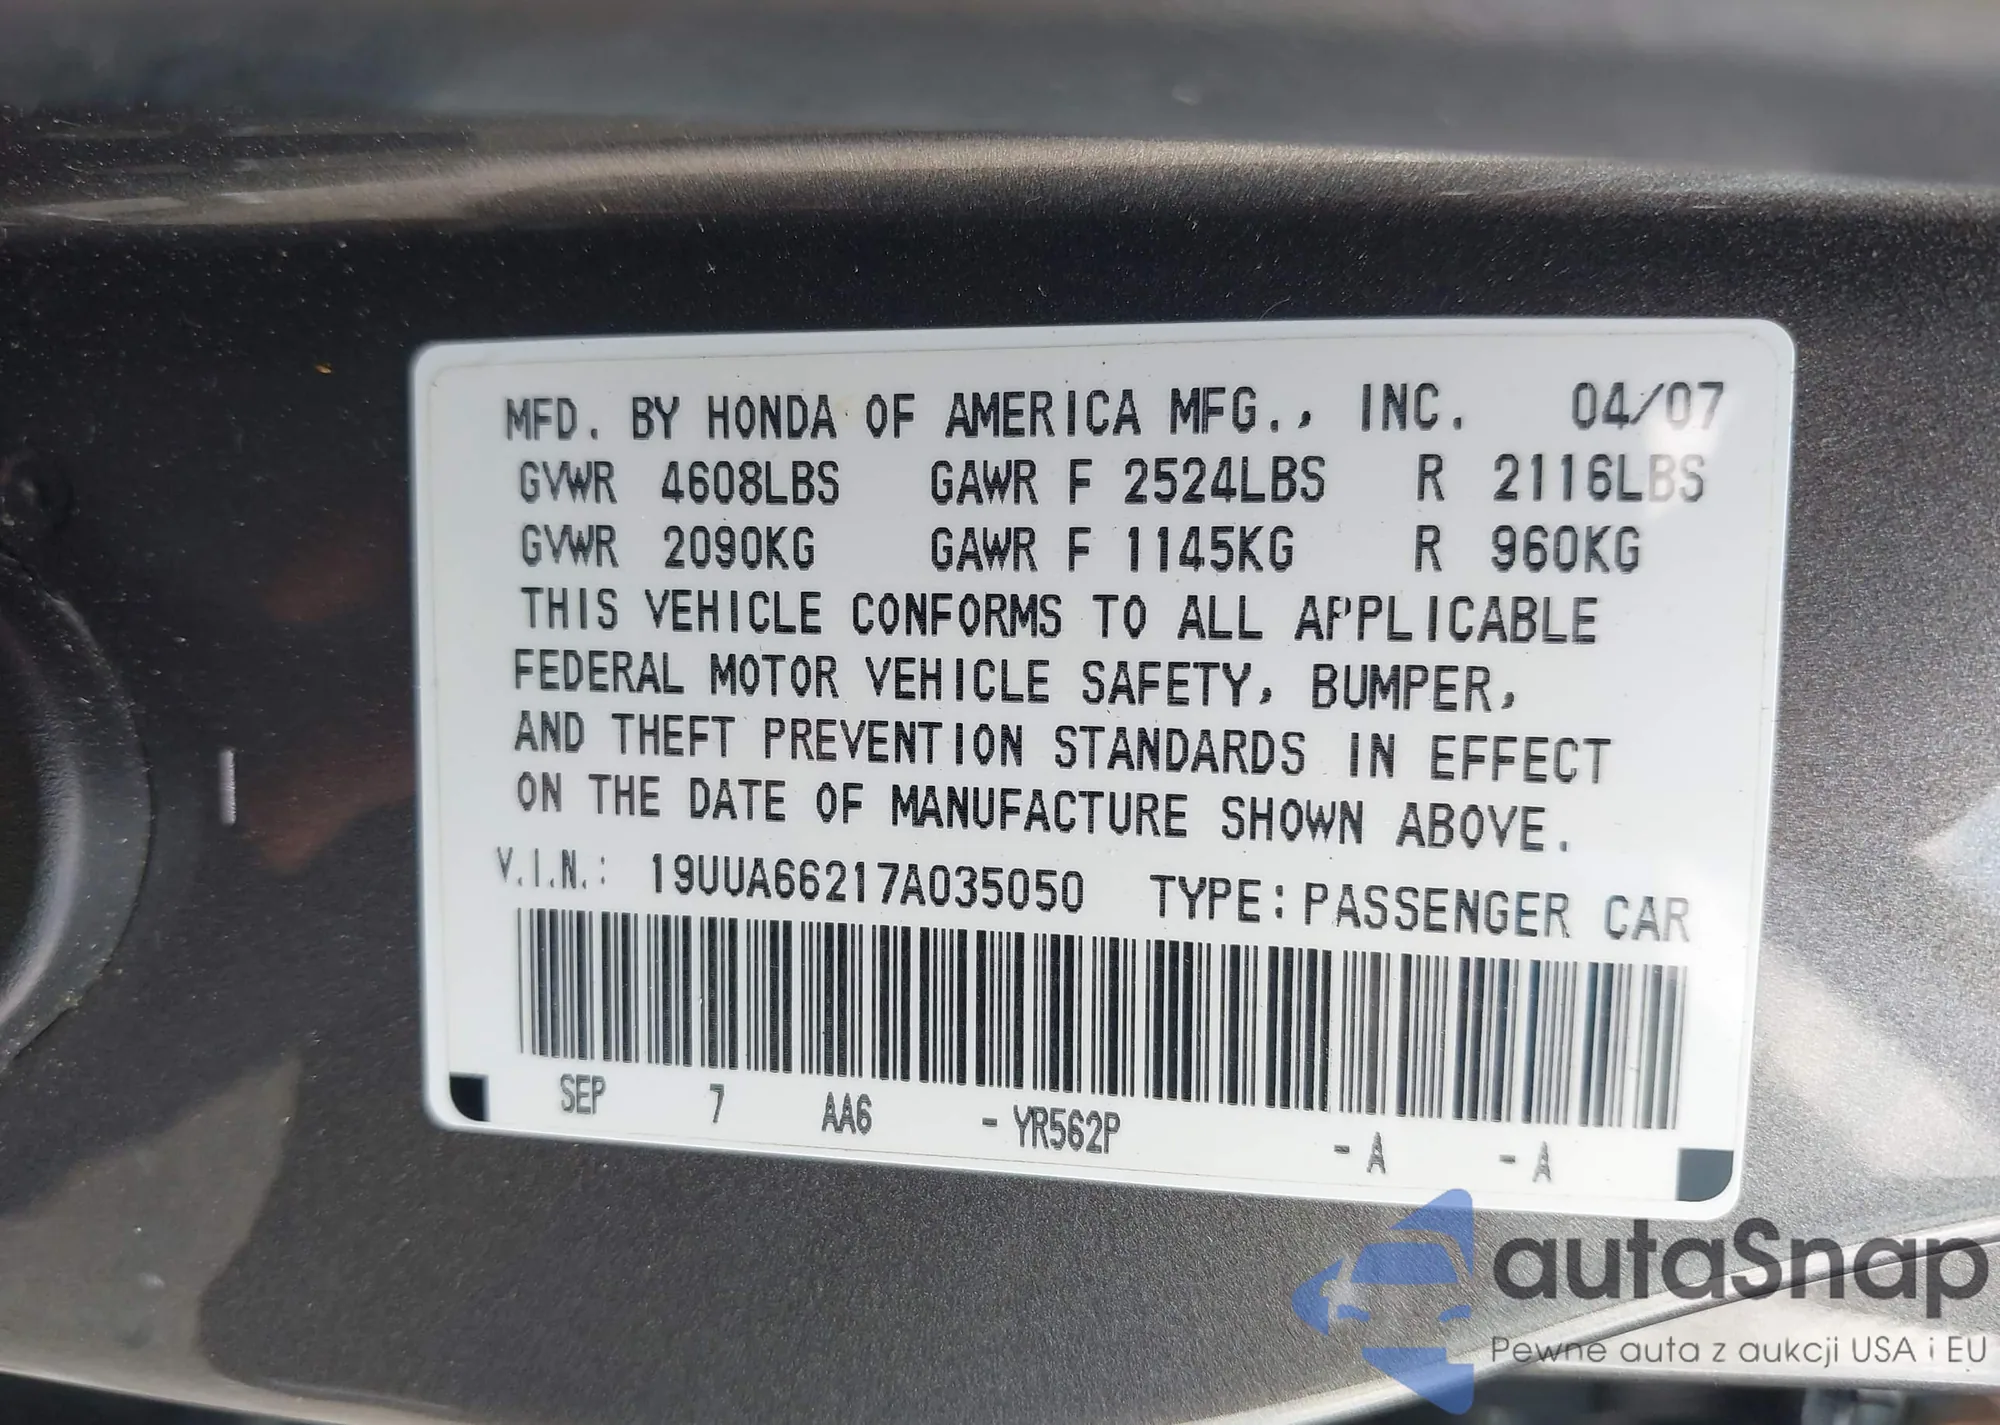 MFD. BY HONDA OF AMERICA MFG., INC. 04/07
GVWR 4608LBS GAWR F 2524LBS R 2116LBS
GVWR 2090KG GAWR F 1145KG R 960KG
THIS VEHICLE CONFORMS TO ALL APPLICABLE
FEDERAL MOTOR VEHICLE SAFETY, BUMPER,
AND THEFT PREVENTION STANDARDS IN EFFECT
ON THE DATE OF MANUFACTURE SHOWN ABOVE.
V.I.N.: 19UUA66217A035050 TYPE:PASSENGER CAR
SEP 7 AA6 -YR562P -A -A
autaSnap
Pewne auta z aukcji USA i EU